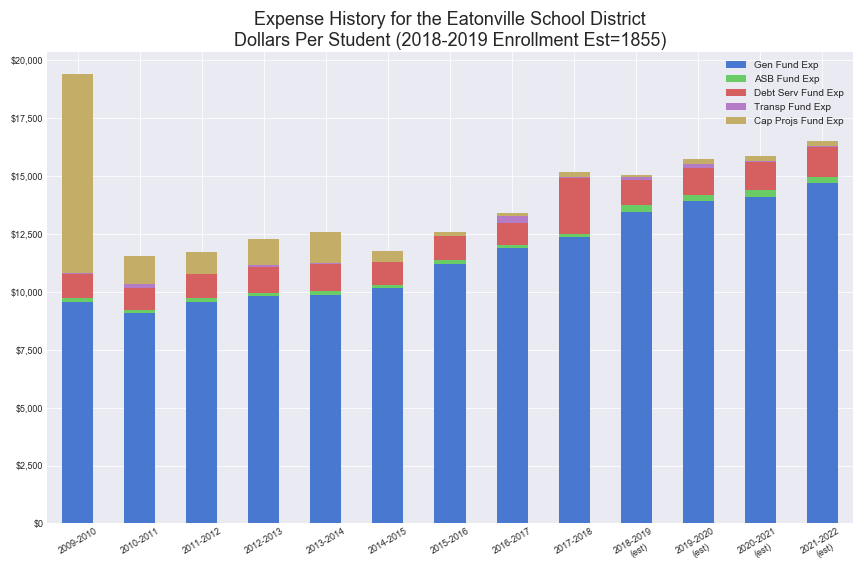 Expense History for the Eatonville School District
Dollars Per Student (2018-2019 Enrollment Est=1855)
Gen Fund Exp
ASB Fund Exp
Debt Serv Fund Exp
Transp Fund Exp
Cap Projs Fund Exp
$20,000
$17,500
$15,000
$12,500
$10,000
$7,500
$5,000
$2,500
$0
2009-2010
2010-2011
2011-2012
2012-2013
2013-2014
2014-2015
2015-2016
2016-2017
2017-2018
2018-2019
(est)
2019-2020
(est)
2020-2021
(est)
2021-2022
(est)